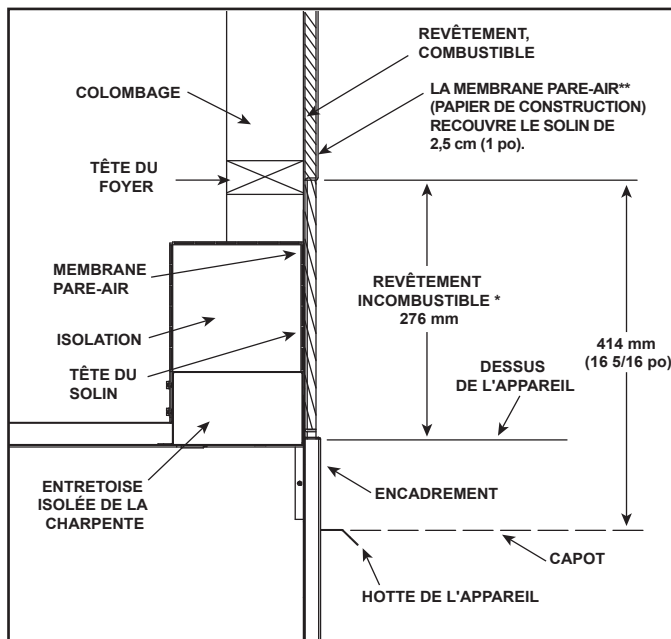 REVÊTEMENT,
COMBUSTIBLE
COLOMBAGE
LA MEMBRANE PARE-AIR**
(PAPIER DE CONSTRUCTION)
RECOUVRE LE SOLIN DE
2,5 cm (1 po).
TÊTE DU
FOYER
MEMBRANE
PARE-AIR
REVÊTEMENT
INCOMBUSTIBLE *
276 mm
ISOLATION
414 mm
(16 5/16 po)
TÊTE DU
SOLIN
DESSUS
DE L'APPAREIL
ENTRETOISE
ISOLÉE DE LA
CHARPENTE
ENCADREMENT
CAPOT
HOTTE DE L'APPAREIL